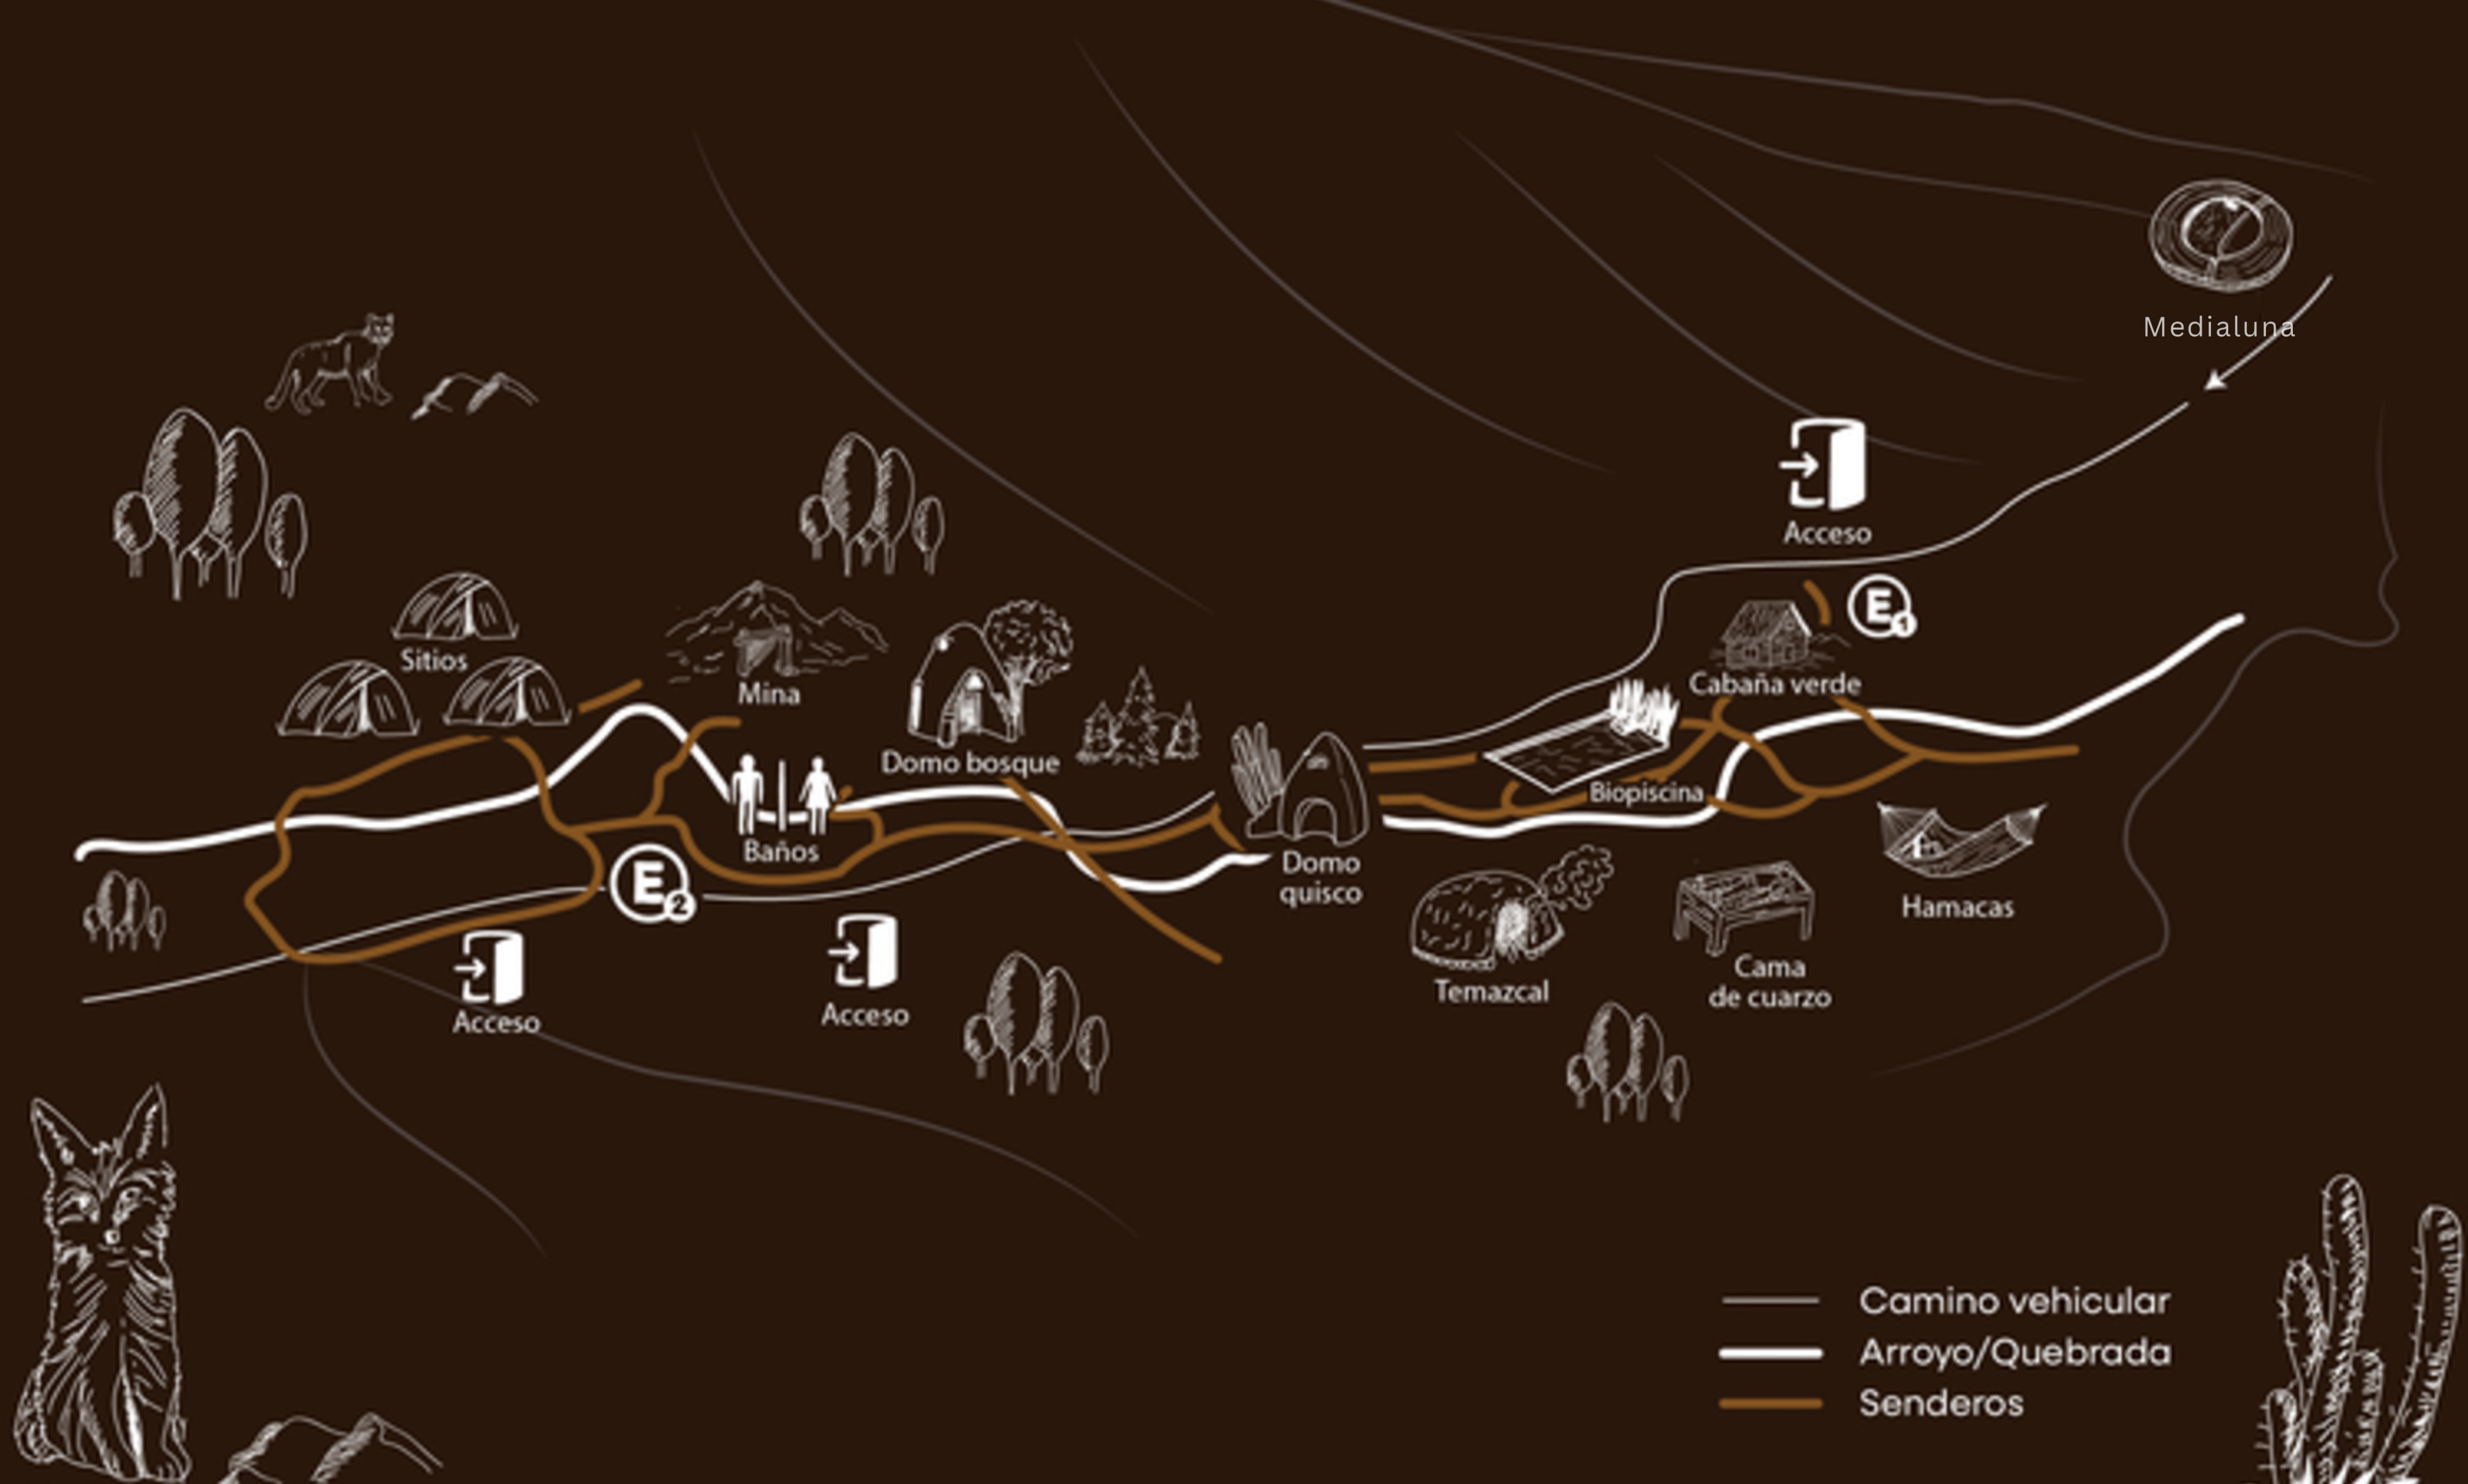 Medialuna
Acceso
E1
Sitios
Mina
Cabaña verde
Domo bosque
Biopiscina
Baños
Domo
quisco
E2
Hamacas
Temazcal
Cama
de cuarzo
Acceso
Acceso
Camino vehicular
Arroyo/Quebrada
Senderos